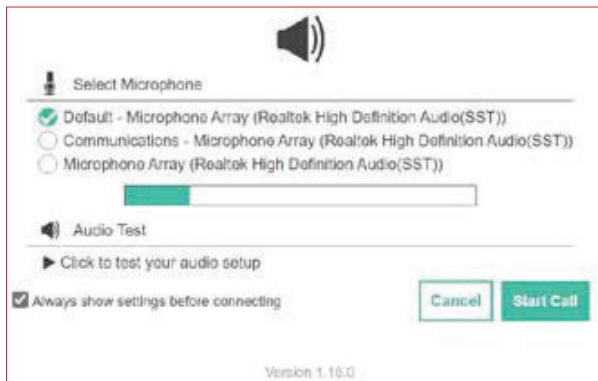 Select Microphone
Default - Microphone Array (Realtek High Definition Audio(SST))
Communications - Microphone Array (Realtek High Definition Audio(SST))
Microphone Array (Realtek High Definition Audio(SST))
Audio Test
Click to test your audio setup
Always show settings before connecting
Cancel
Start Call
Version 1.16.0